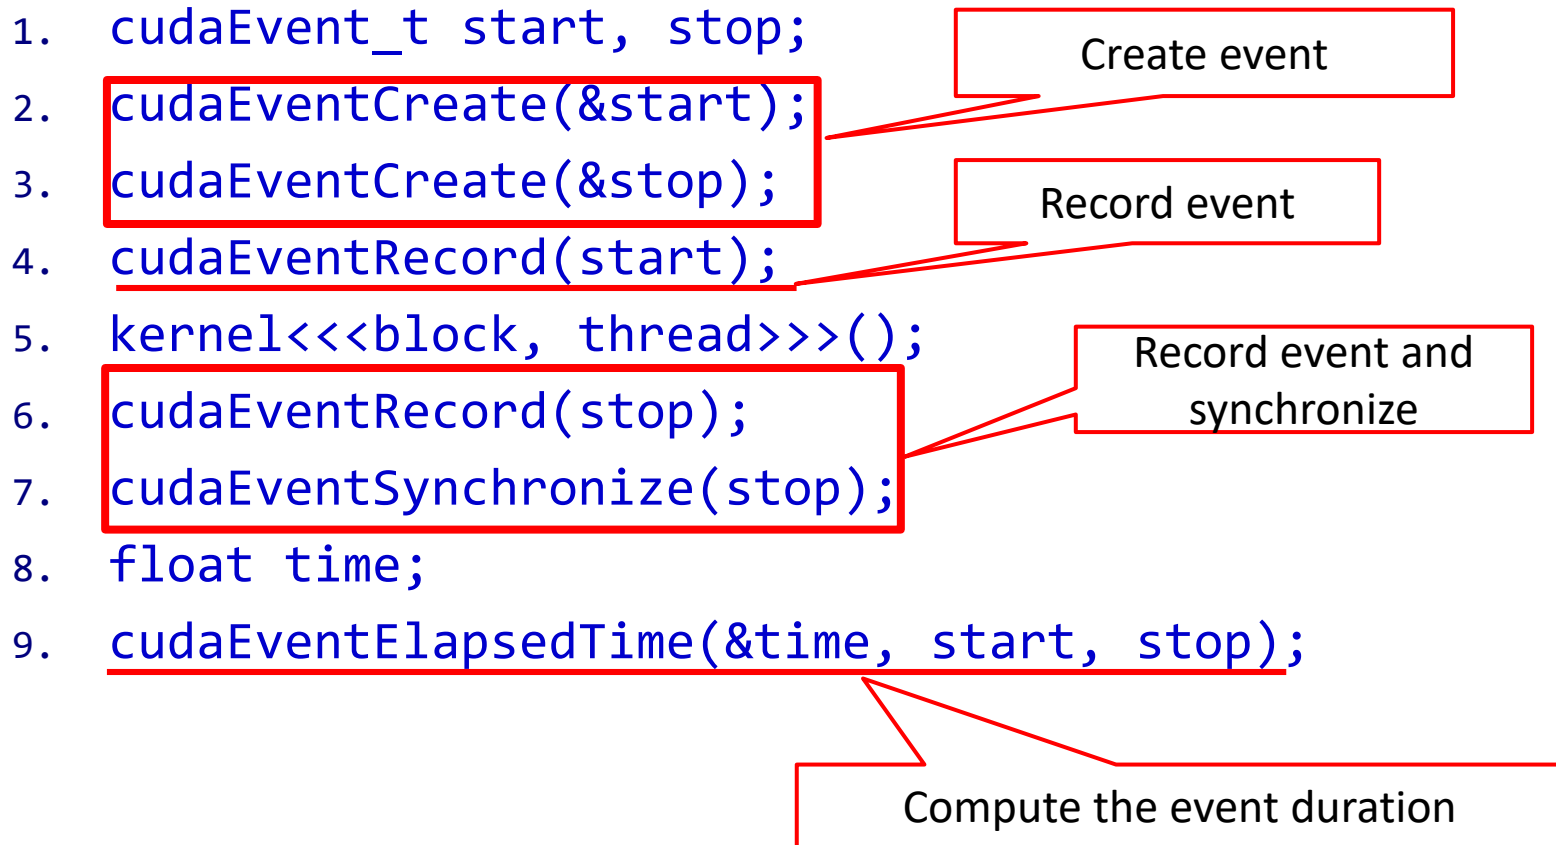 1. cudaEvent_t start, stop;
2. cudaEventCreate(&start);
3. cudaEventCreate(&stop);
4. cudaEventRecord(start);
5. kernel<<<block, thread>>>();
6. cudaEventRecord(stop);
7. cudaEventSynchronize(stop);
8. float time;
9. cudaEventElapsedTime(&time, start, stop);
Create event
Record event
Record event and
synchronize
Compute the event duration